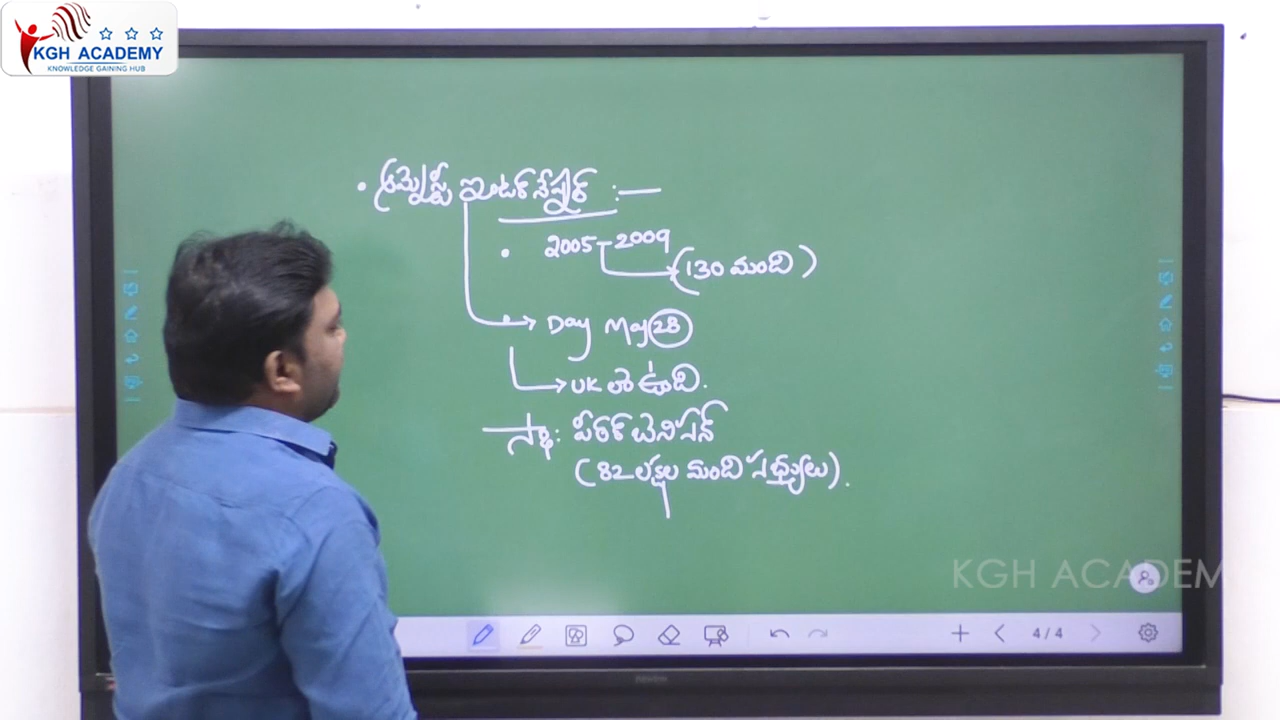 KGH ACADEMY
KNOWLEDGE GAINING HUB
• ఆమ్నెస్టీ ఇంటర్ నేషనల్ :—
• 2005-2009
(130 మంది)
Day May 28
UK లో ఉంది.
పీటర్ బెనిసన్
(82 లక్షల మంది సభ్యులు).
KGH ACADEM
4/4